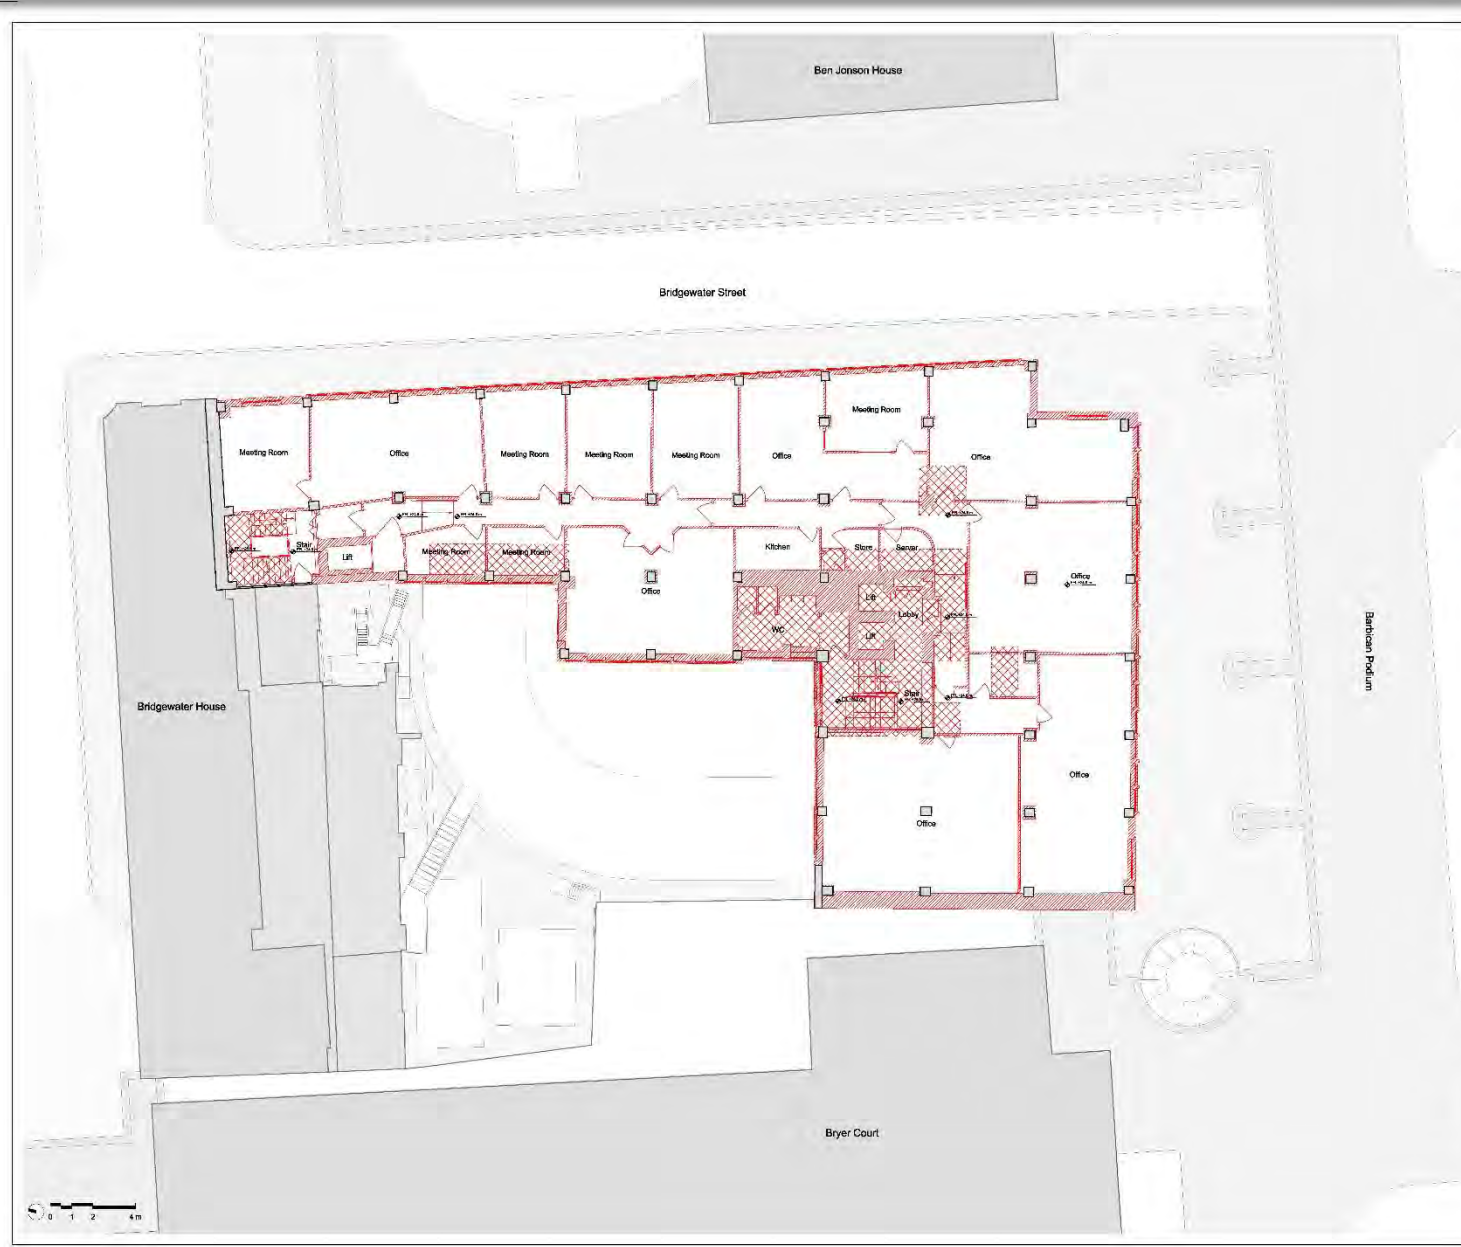 Ben Jonson House
Bridgewater Street
Meeting Room
Meeting Room
Office
Meeting Room
Meeting Room
Meeting Room
Office
Office
Stair
Lift
Meeting Room
Meeting Room
Kitchen
Store
Server
Office
Office
Lift
Lobby
WC
Lift
Stair
Barbican Podium
Bridgewater House
Office
Office
Bryer Court
0 1 2 4m